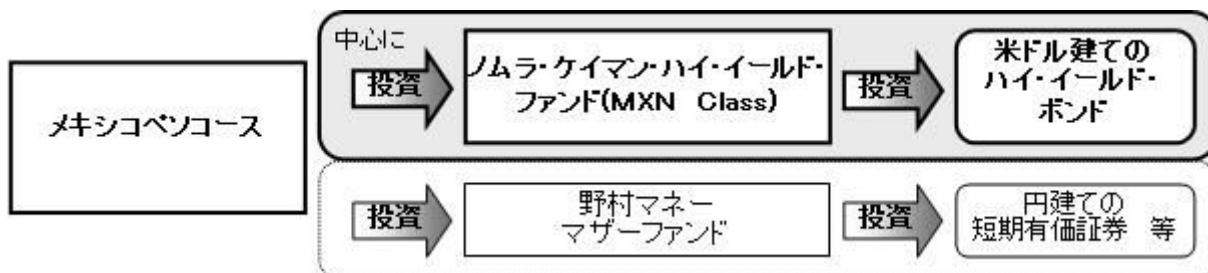 メキシコペソコース
中心に
投資
ノムラ・ケイマン・ハイ・イールド・
ファンド(MXN Class)
投資
米ドル建ての
ハイ・イールド・
ボンド
投資
野村マネー
マザーファンド
投資
円建ての
短期有価証券 等